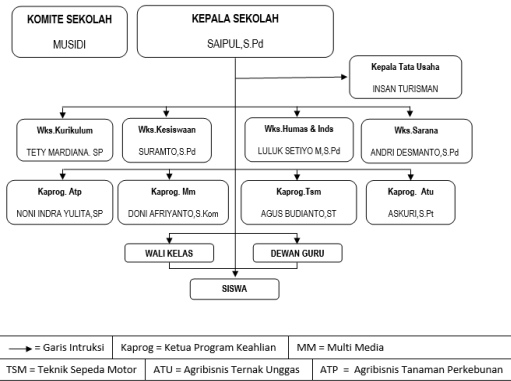 KOMITE SEKOLAH
MUSIDI
KEPALA SEKOLAH
SAIPUL,S.Pd
Kepala Tata Usaha
INSAN TURISMAN
Wks.Kurikulum
TETY MARDIANA. SP
Wks.Kesiswaan
SURAMTO,S.Pd
Wks.Humas & Inds
LULUK SETIYO M,S.Pd
Wks.Sarana
ANDRI DESMANTO,S.Pd
Kaprog. Atp
NONI INDRA YULITA,SP
Kaprog. Mm
DONI AFRIYANTO,S.Kom
Kaprog.Tsm
AGUS BUDIANTO,ST
Kaprog. Atu
ASKURI,S.Pt
WALI KELAS
DEWAN GURU
SISWA
= Garis Intruksi
Kaprog = Ketua Program Keahlian
MM = Multi Media
TSM = Teknik Sepeda Motor
ATU = Agribisnis Ternak Unggas
ATP = Agribisnis Tanaman Perkebunan